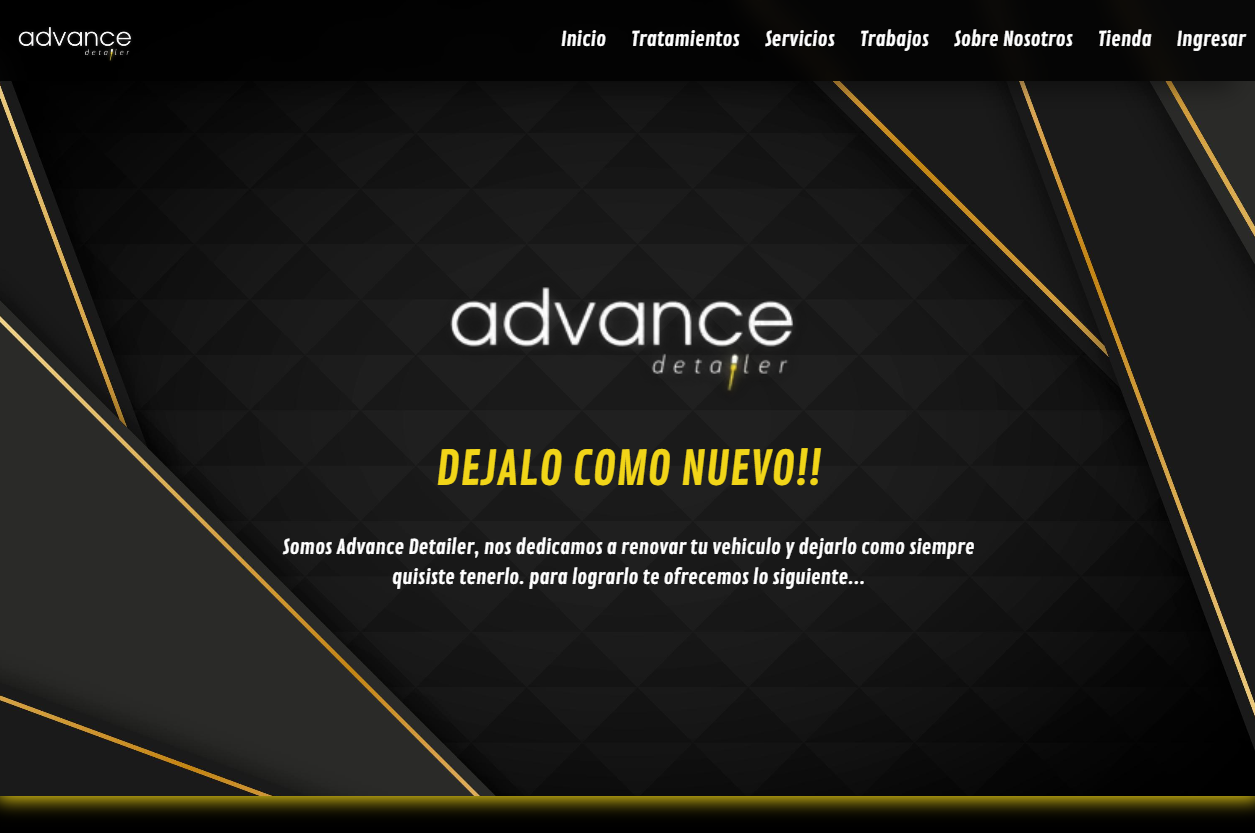 advance
detailer
Inicio Tratamientos Servicios Trabajos Sobre Nosotros Tienda Ingresar
advance
detailer
DEJALO COMO NUEVO!!
Somos Advance Detailer, nos dedicamos a renovar tu vehiculo y dejarlo como siempre
quisiste tenerlo. para lograrlo te ofrecemos lo siguiente...